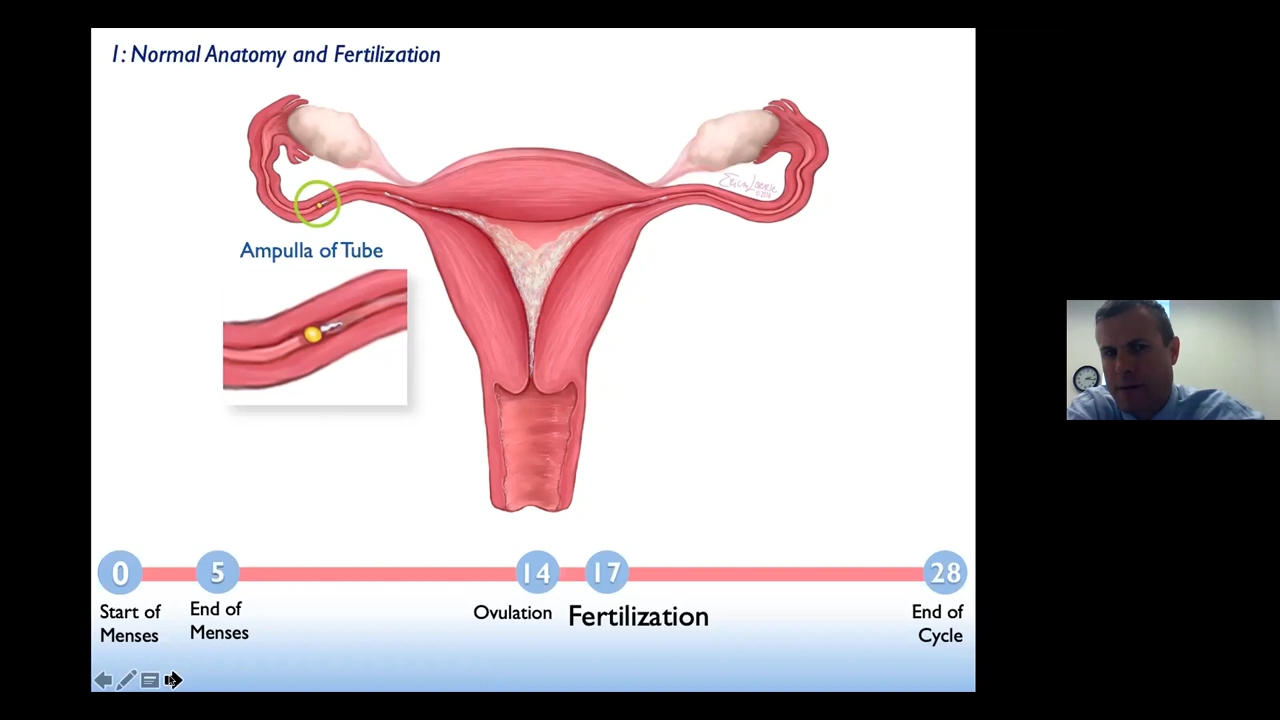 1: Normal Anatomy and Fertilization
Ampulla of Tube
0
5
14
17
28
Start of
Menses
End of
Menses
Ovulation
Fertilization
End of
Cycle